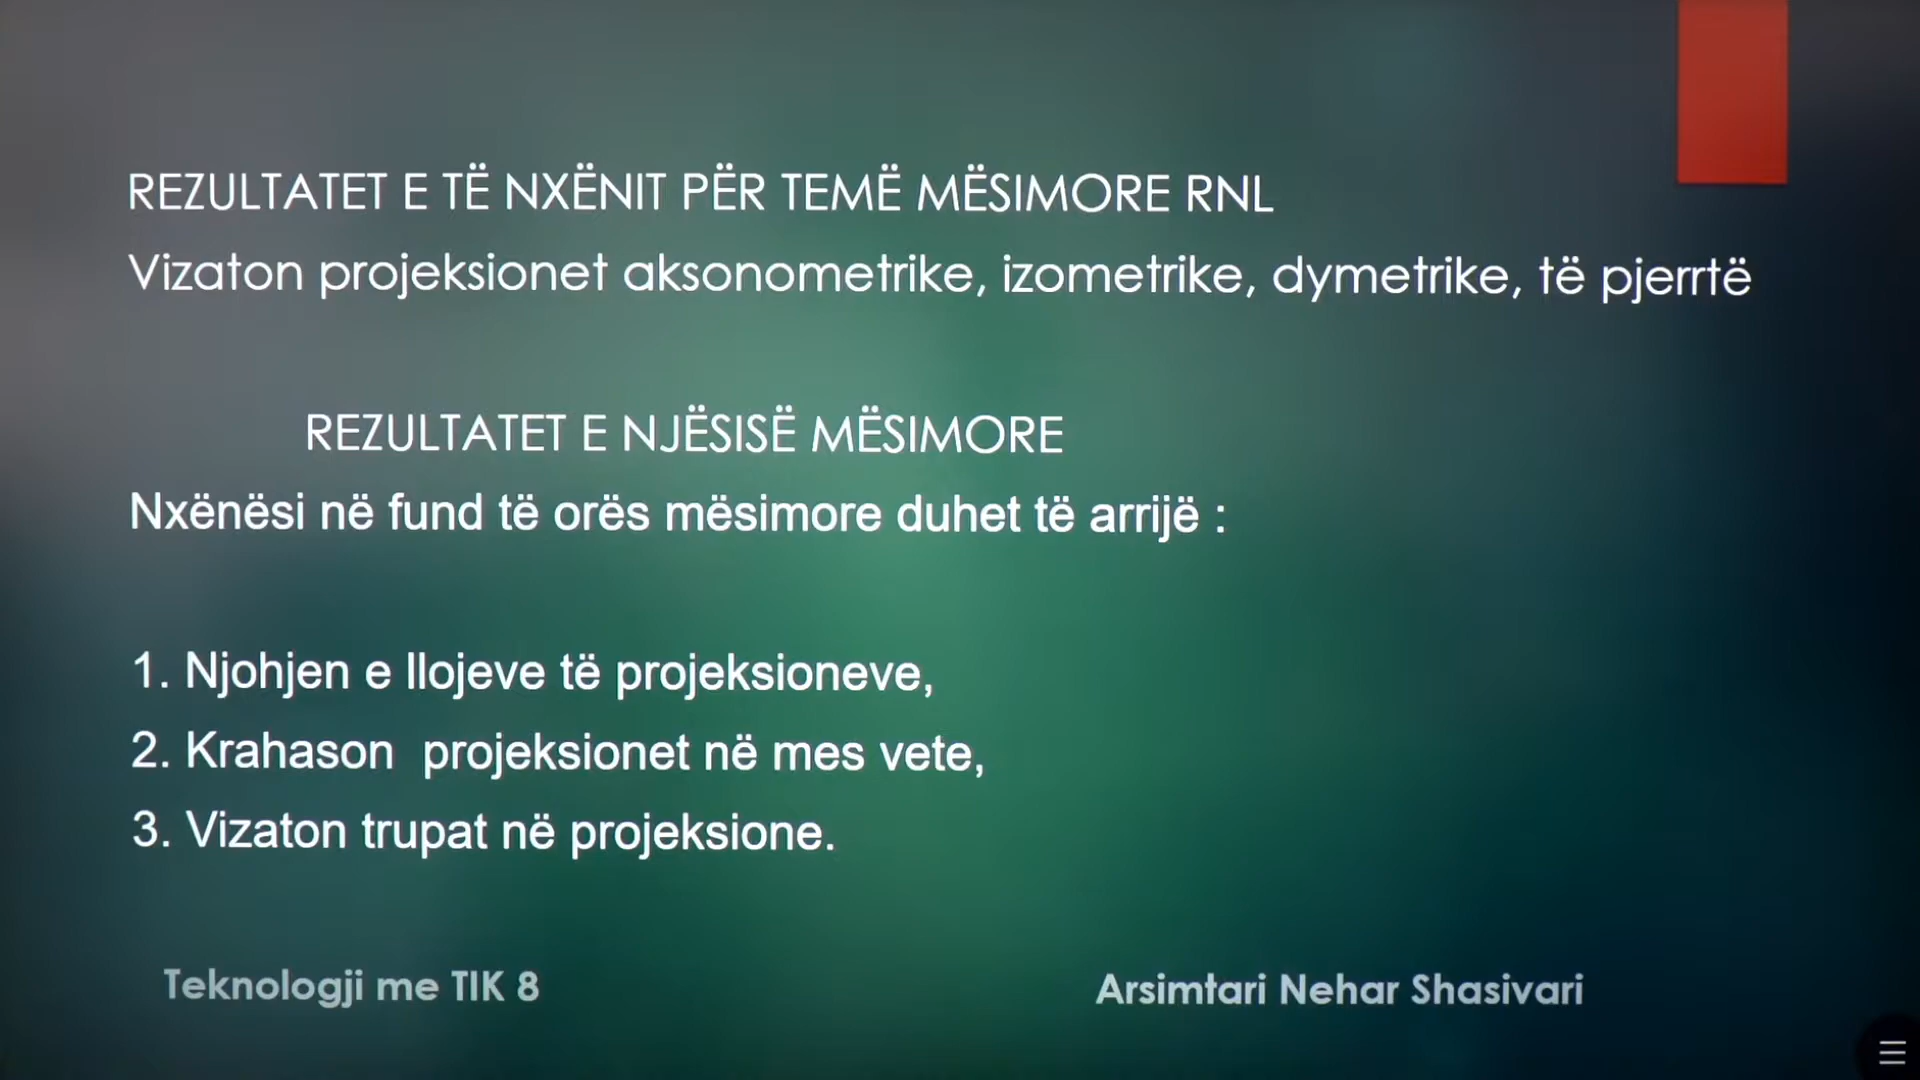 REZULTATET E TË NXËNIT PËR TEMË MËSIMORE RNL
Vizaton projeksionet aksonometrike, izometrike, dymetrike, të pjerrtë
REZULTATET E NJËSISË MËSIMORE
Nxënësi në fund të orës mësimore duhet të arrijë :
1. Njohjen e llojeve të projeksioneve,
2. Krahason projeksionet në mes vete,
3. Vizaton trupat në projeksione.
Teknologji me TIK 8
Arsimtari Nehar Shasivari